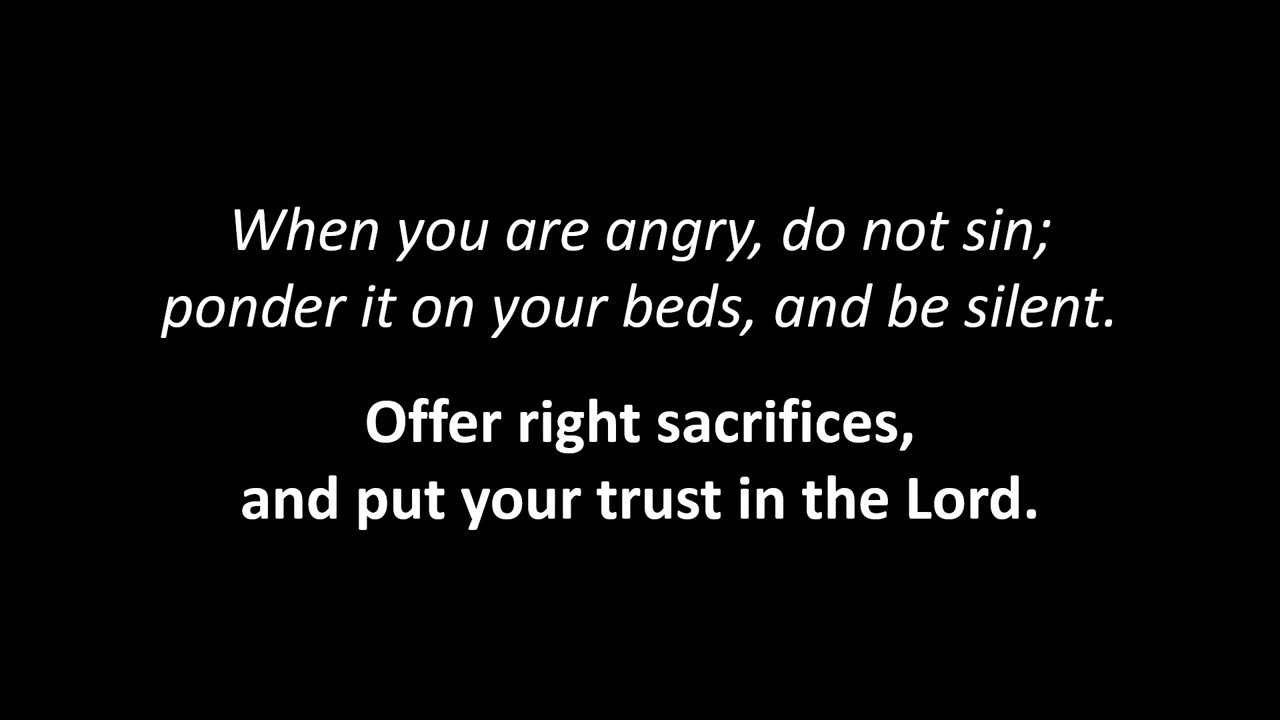 When you are angry, do not sin;
ponder it on your beds, and be silent.
Offer right sacrifices,
and put your trust in the Lord.